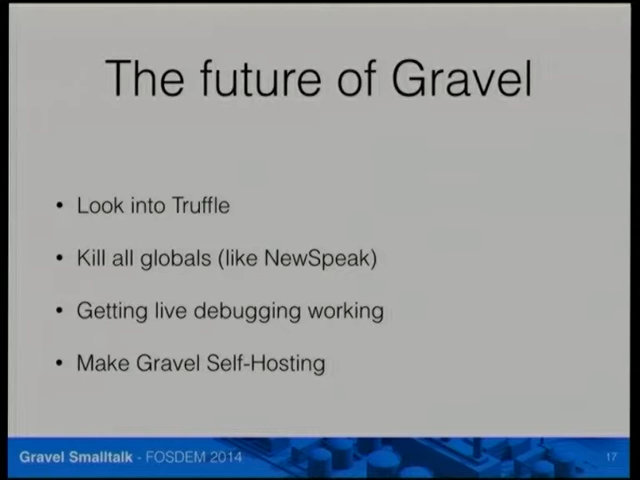 The future of Gravel
• Look into Truffle
• Kill all globals (like NewSpeak)
• Getting live debugging working
• Make Gravel Self-Hosting
Gravel Smalltalk - FOSDEM 2014
17